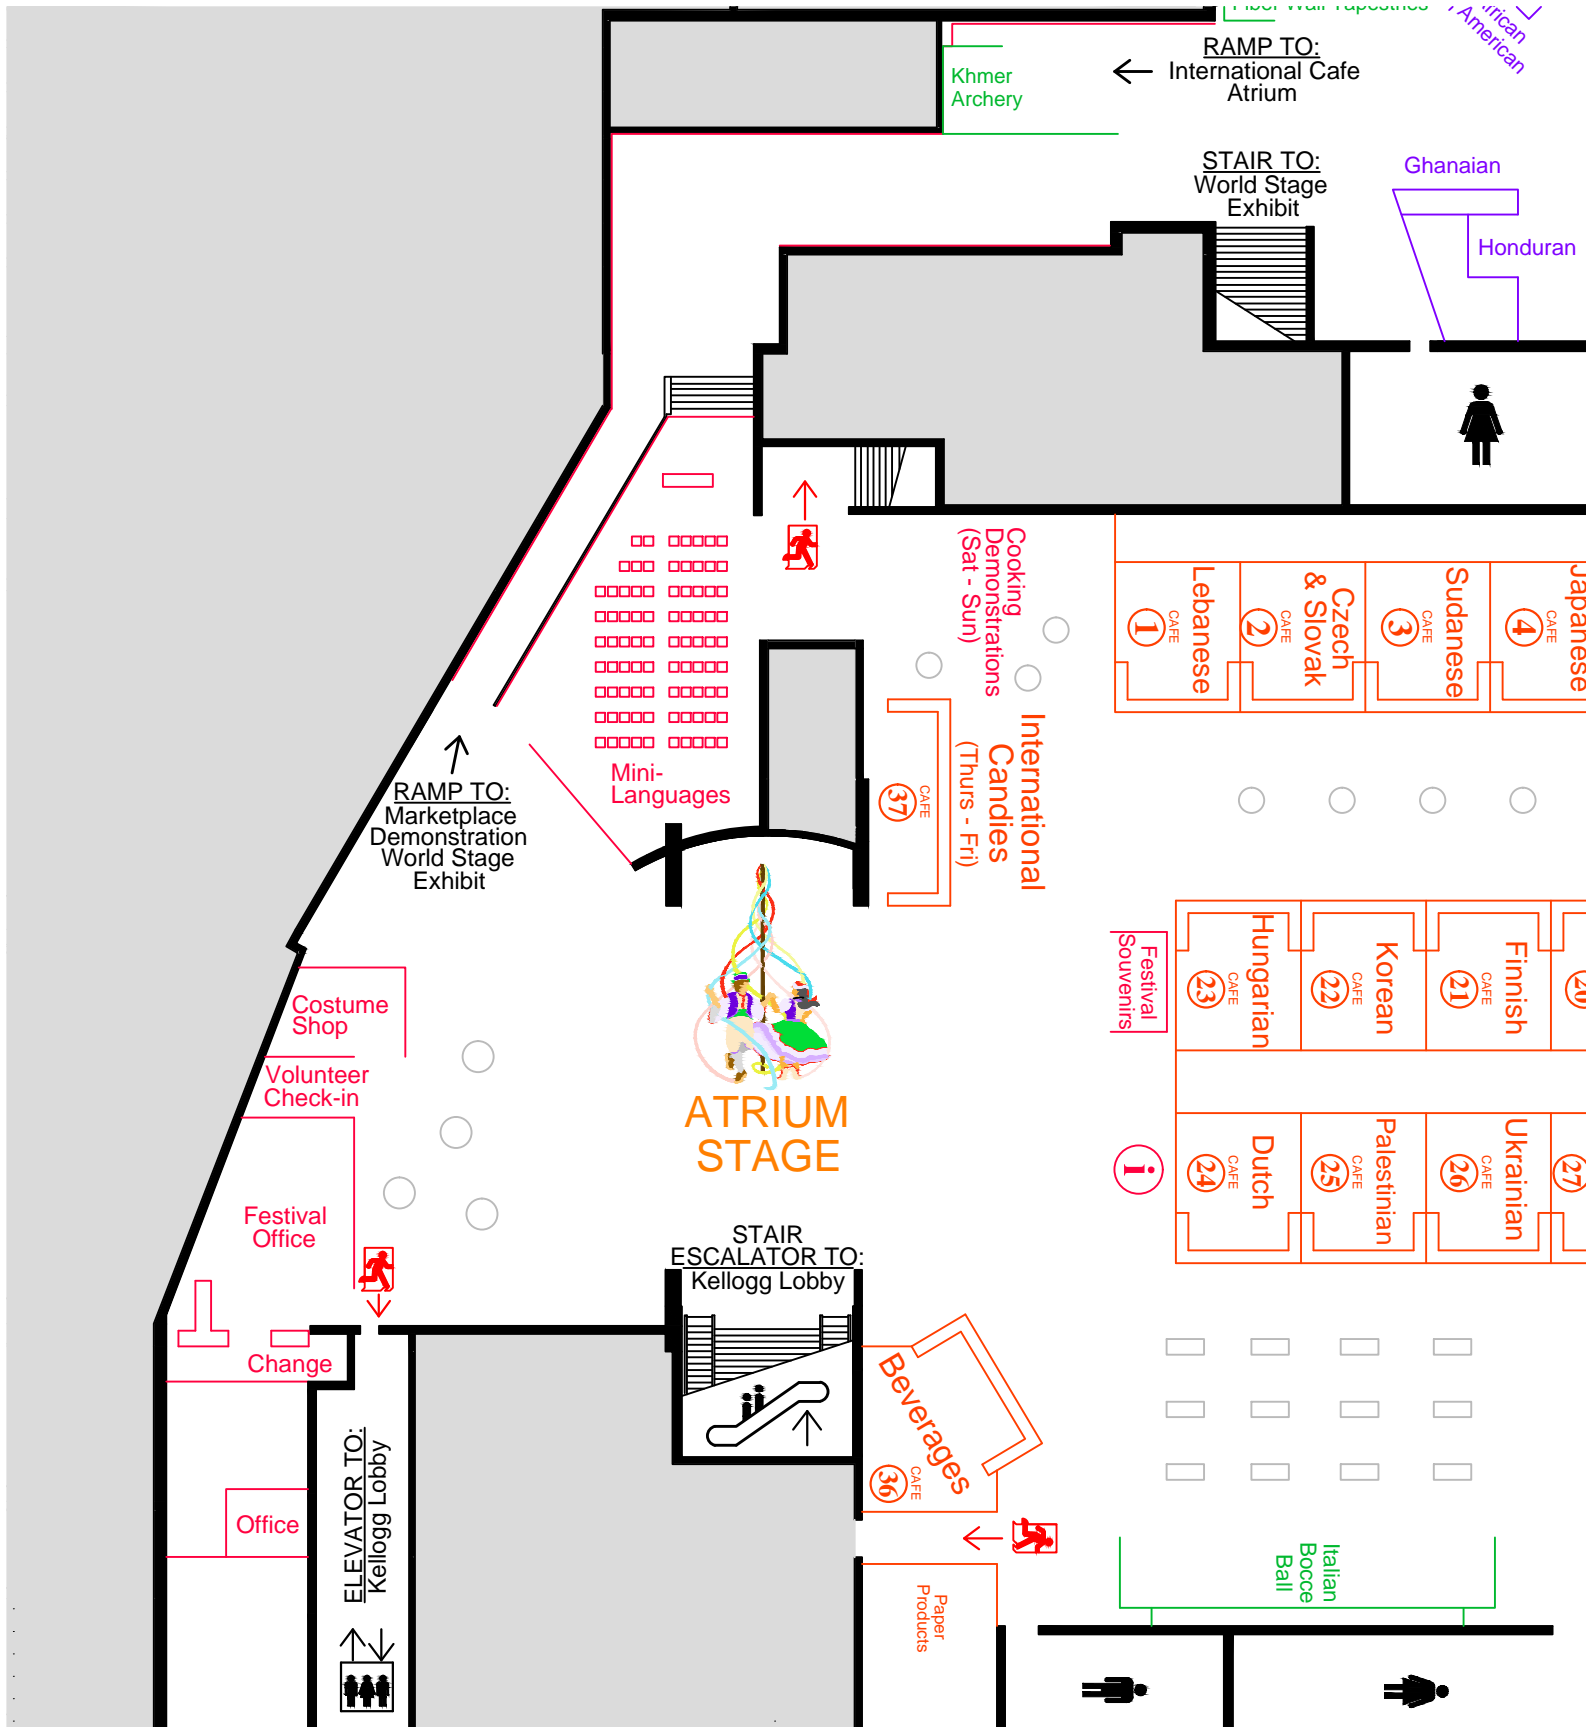 Fiber Wall Tapestries
African
American
Khmer
Archery
RAMP TO:
International Cafe
Atrium
STAIR TO:
World Stage
Exhibit
Ghanaian
Honduran
Cooking
Demonstrations
(Sat - Sun)
Lebanese
CAFE
1
Czech
& Slovak
CAFE
2
Sudanese
CAFE
3
Japanese
CAFE
4
Mini-
Languages
RAMP TO:
Marketplace
Demonstration
World Stage
Exhibit
International
Candies
(Thurs - Fri)
CAFE
37
Festival
Souvenirs
Hungarian
CAFE
23
Korean
CAFE
22
Finnish
CAFE
21
20
Costume
Shop
Volunteer
Check-in
Festival
Office
Change
Office
ATRIUM
STAGE
i
Dutch
CAFE
24
Palestinian
CAFE
25
Ukrainian
CAFE
26
27
STAIR
ESCALATOR TO:
Kellogg Lobby
Beverages
CAFE
36
ELEVATOR TO:
Kellogg Lobby
Paper
Products
Italian
Bocce
Ball